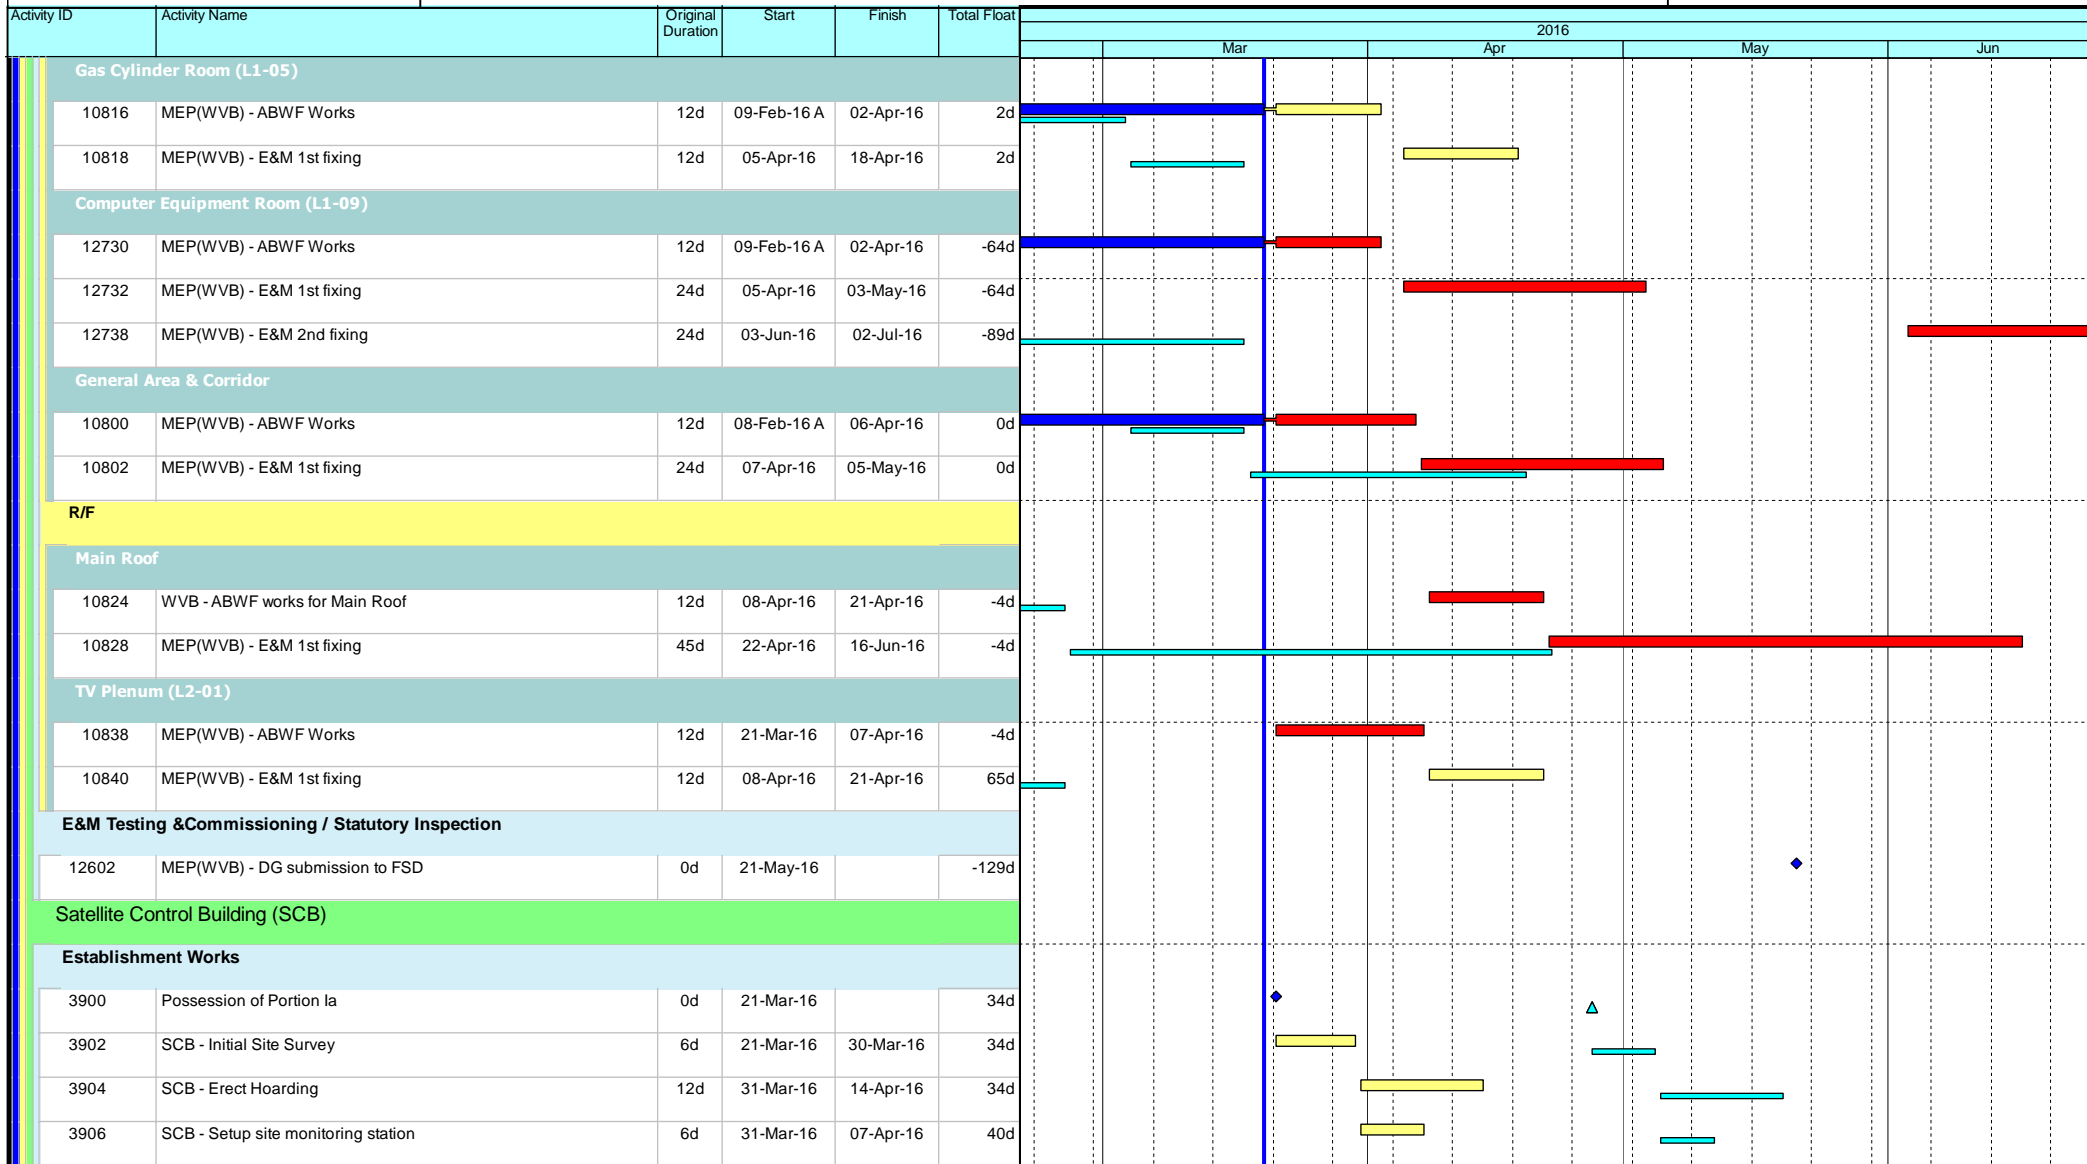 Activity ID Activity Name Original Duration Start Finish Total Float
2016
Mar Apr May Jun
Gas Cylinder Room (L1-05)
10816 MEP(WVB) - ABWF Works 12d 09-Feb-16 A 02-Apr-16 2d
10818 MEP(WVB) - E&M 1st fixing 12d 05-Apr-16 18-Apr-16 2d
Computer Equipment Room (L1-09)
12730 MEP(WVB) - ABWF Works 12d 09-Feb-16 A 02-Apr-16 -64d
12732 MEP(WVB) - E&M 1st fixing 24d 05-Apr-16 03-May-16 -64d
12738 MEP(WVB) - E&M 2nd fixing 24d 03-Jun-16 02-Jul-16 -89d
General Area & Corridor
10800 MEP(WVB) - ABWF Works 12d 08-Feb-16 A 06-Apr-16 0d
10802 MEP(WVB) - E&M 1st fixing 24d 07-Apr-16 05-May-16 0d
R/F
Main Roof
10824 WVB - ABWF works for Main Roof 12d 08-Apr-16 21-Apr-16 -4d
10828 MEP(WVB) - E&M 1st fixing 45d 22-Apr-16 16-Jun-16 -4d
TV Plenum (L2-01)
10838 MEP(WVB) - ABWF Works 12d 21-Mar-16 07-Apr-16 -4d
10840 MEP(WVB) - E&M 1st fixing 12d 08-Apr-16 21-Apr-16 65d
E&M Testing &Commissioning / Statutory Inspection
12602 MEP(WVB) - DG submission to FSD 0d 21-May-16 -129d
Satellite Control Building (SCB)
Establishment Works
3900 Possession of Portion Ia 0d 21-Mar-16 34d
3902 SCB - Initial Site Survey 6d 21-Mar-16 30-Mar-16 34d
3904 SCB - Erect Hoarding 12d 31-Mar-16 14-Apr-16 34d
3906 SCB - Setup site monitoring station 6d 31-Mar-16 07-Apr-16 40d